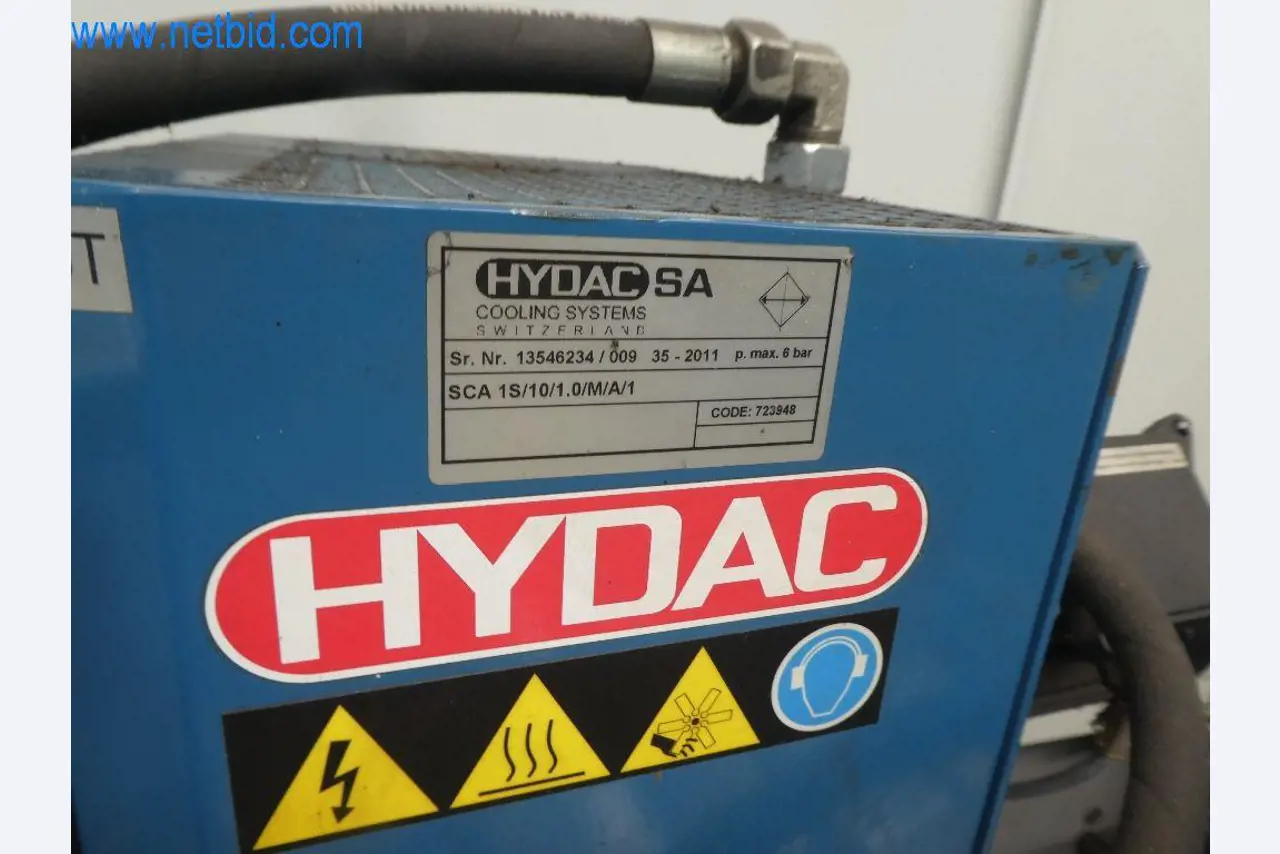 www.netbid.com
ST
HYDAC SA
COOLING SYSTEMS
SWITZERLAND
Sr. Nr. 13546234 / 009 35 - 2011 p. max. 6 bar
SCA 1S/10/1.0/M/A/1
CODE: 723948
HYDAC